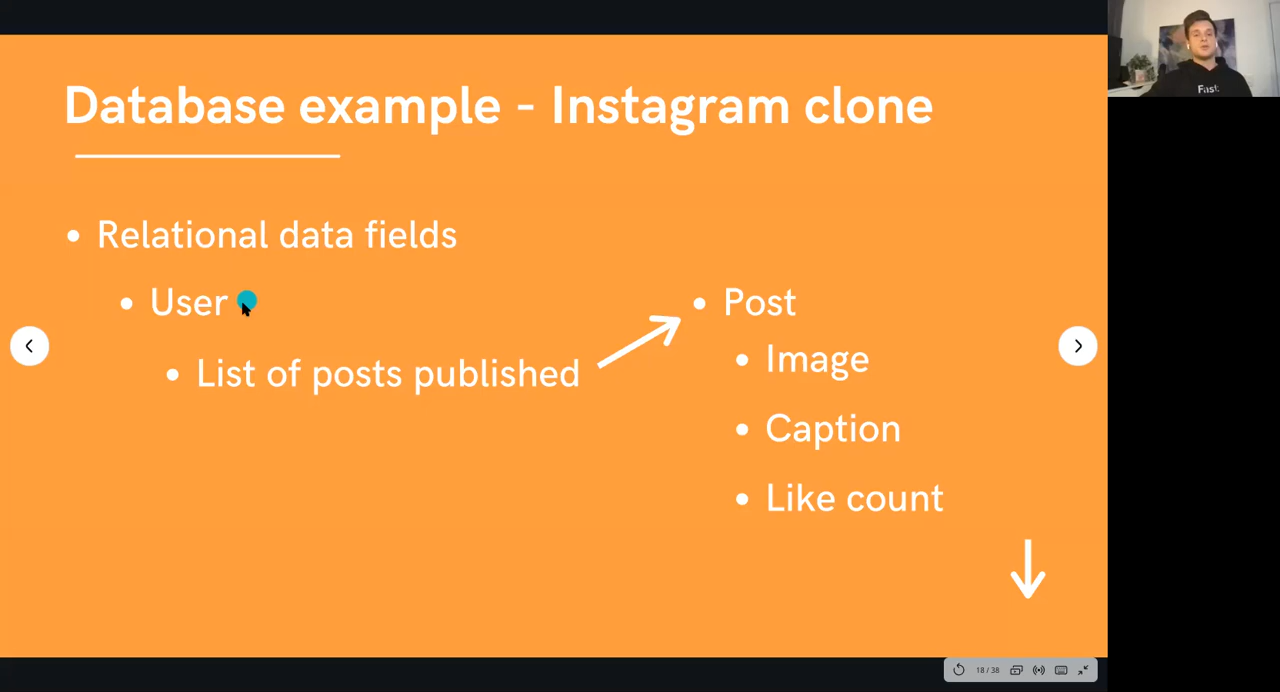 Database example - Instagram clone
Relational data fields
User
List of posts published
Post
Image
Caption
Like count
18 / 38
Fast